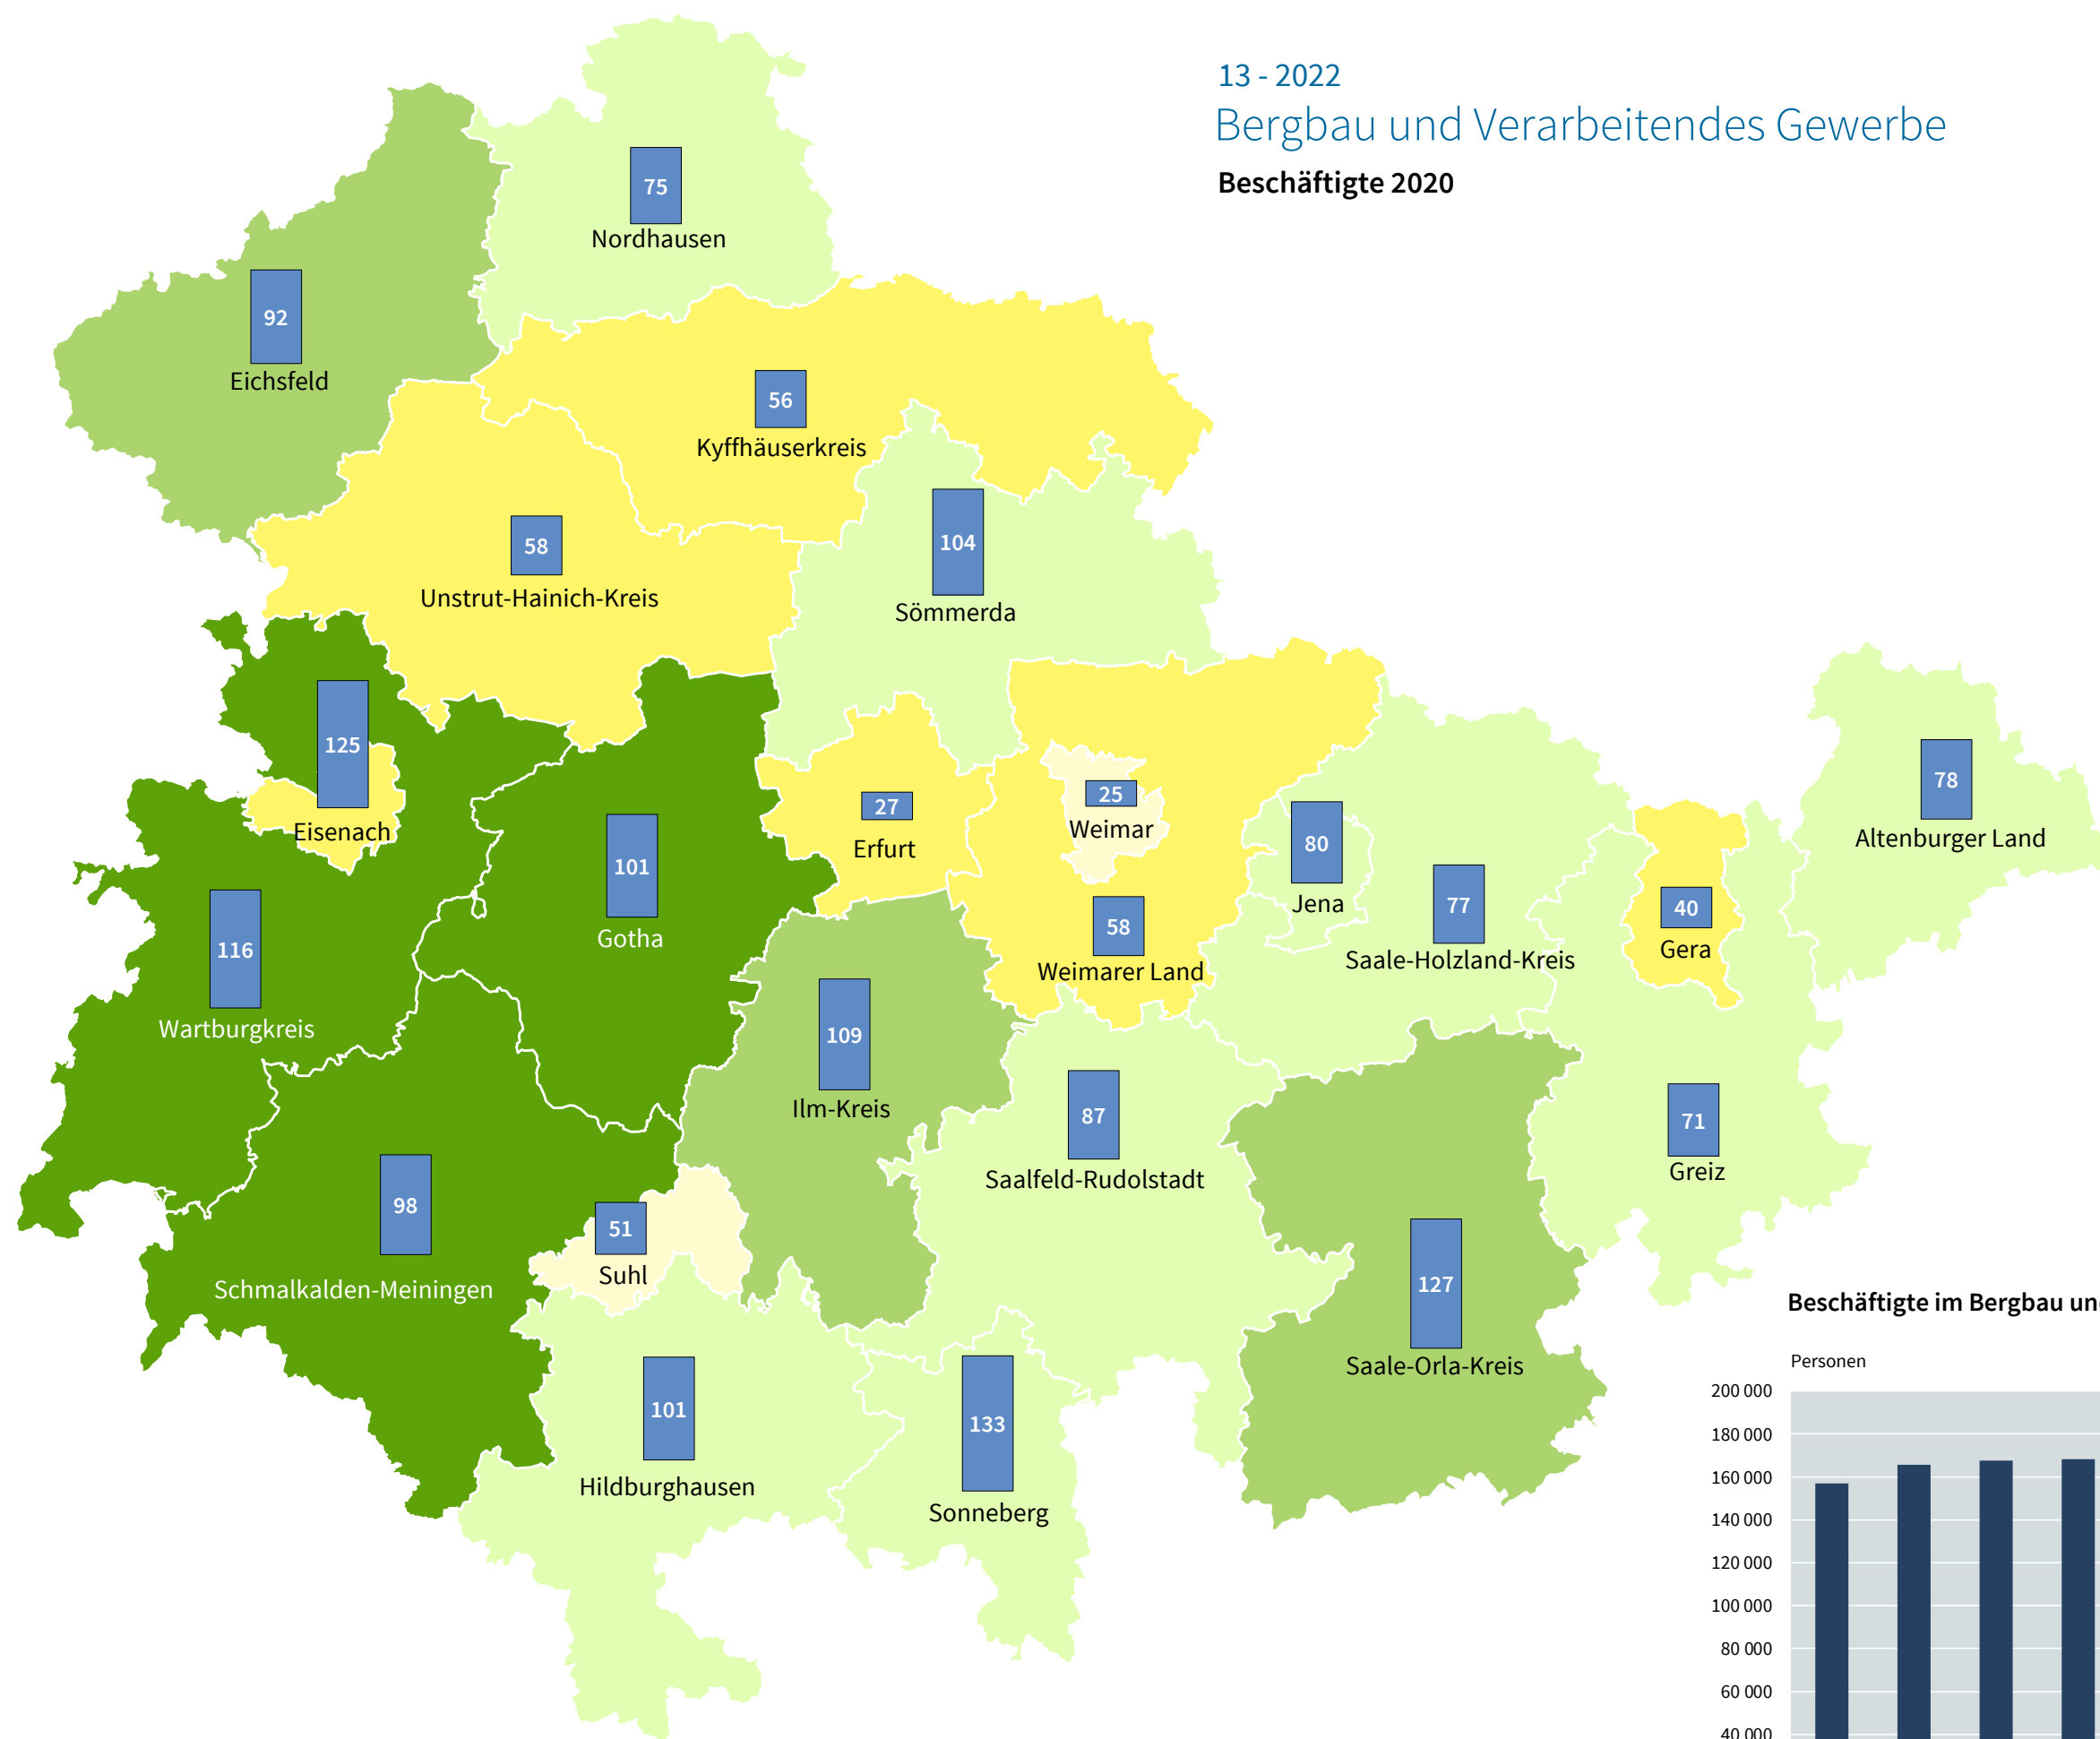 13 - 2022
Bergbau und Verarbeitendes Gewerbe
Beschäftigte 2020
75
Nordhausen
92
Eichsfeld
56
Kyffhäuserkreis
58
Unstrut-Hainich-Kreis
104
Sömmerda
125
Eisenach
101
Gotha
27
Erfurt
25
Weimar
80
Jena
77
Saale-Holzland-Kreis
40
Gera
78
Altenburger Land
116
Wartburgkreis
58
Weimarer Land
109
Ilm-Kreis
87
Saalfeld-Rudolstadt
71
Greiz
98
Schmalkalden-Meiningen
51
Suhl
127
Saale-Orla-Kreis
101
Hildburghausen
133
Sonneberg
Beschäftigte im Bergbau un
Personen
200 000
180 000
160 000
140 000
120 000
100 000
80 000
60 000
40 000